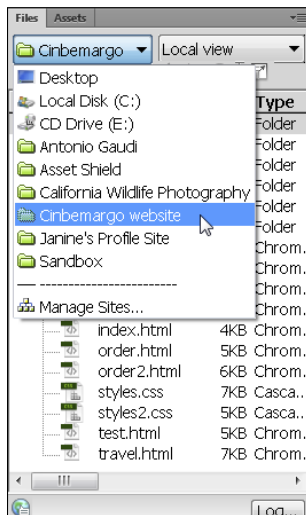 Files Assets
Cinbemargo Local view
Desktop
Local Disk (C:) Type
CD Drive (E:) Folder
Antonio Gaudi Folder
Asset Shield Folder
California Wildlife Photography Folder
Cinbemargo website Folder
Janine's Profile Site Folder
Sandbox Chrom.
Chrom.
Manage Sites... Chrom.
index.html 4KB Chrom.
order.html 5KB Chrom.
order2.html 6KB Chrom.
styles.css 7KB Casca..
styles2.css 5KB Casca..
test.html 5KB Chrom.
travel.html 7KB Chrom.
Log...